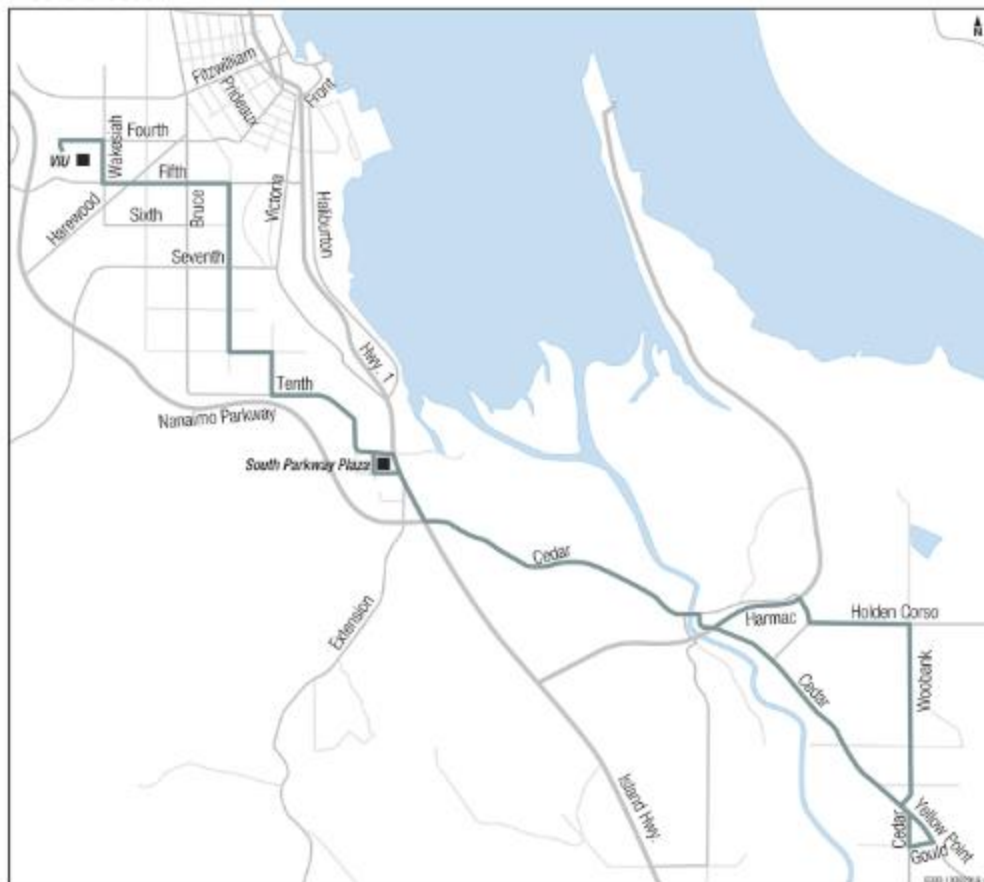 N
Fitzwilliam
Prideaux
Front
Fourth
Wakesiah
VIU
Fifth
Harewood
Sixth
Bruce
Victoria
Haliburton
Seventh
Hwy. 1
Tenth
Nanaimo Parkway
South Parkway Plaza
Cedar
Extension
Harmac
Holden Corso
Woobank
Cedar
Island Hwy.
Cedar
Yellow Point
Gould